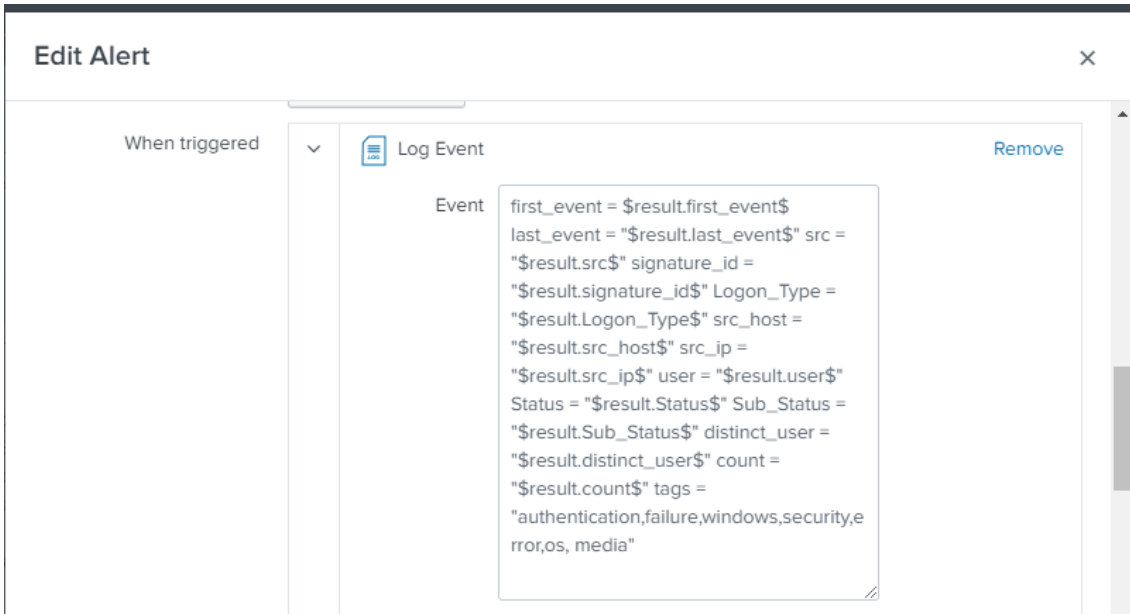 Edit Alert
When triggered
Log Event
Remove
Event
first_event = $result.first_event$
last_event = "$result.last_event$" src =
"$result.src$" signature_id =
"$result.signature_id$" Logon_Type =
"$result.Logon_Type$" src_host =
"$result.src_host$" src_ip =
"$result.src_ip$" user = "$result.user$"
Status = "$result.Status$" Sub_Status =
"$result.Sub_Status$" distinct_user =
"$result.distinct_user$" count =
"$result.count$" tags =
"authentication,failure,windows,security,e
rror,os, media"